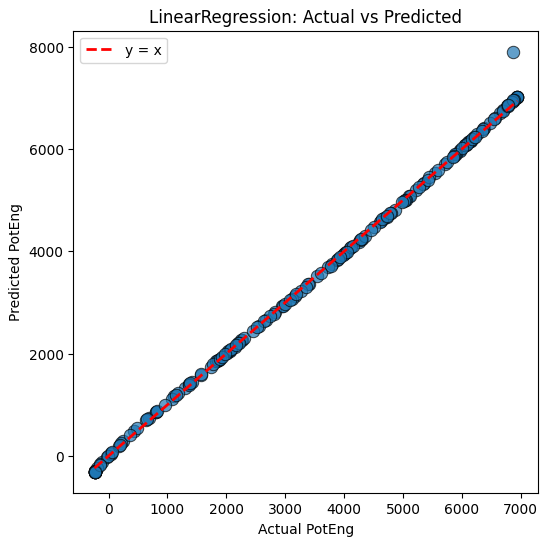 LinearRegression: Actual vs Predicted
y = x
8000
6000
4000
2000
0
Predicted PotEng
0 1000 2000 3000 4000 5000 6000 7000
Actual PotEng